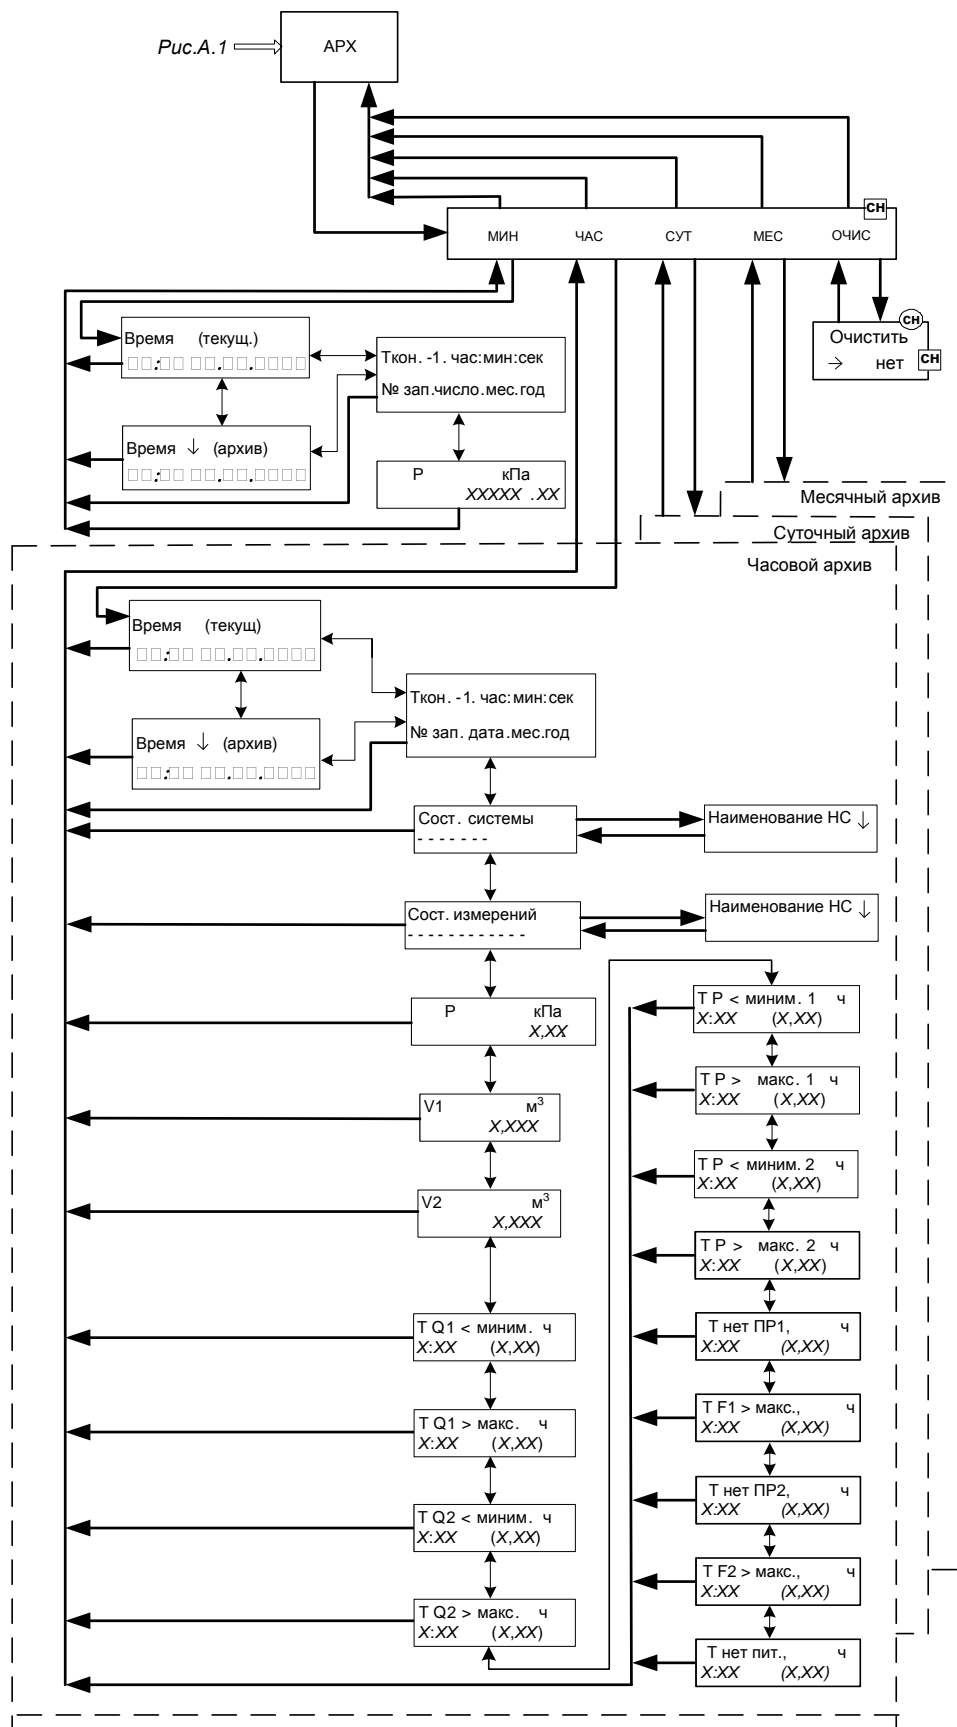 Рис.А.1
АРХ
СН
МИН ЧАС СУТ МЕС ОЧИС
СН
Очистить
→ нет
СН
Время (текущ.)
□□:□□ □□.□□.□□□□
Ткон. -1. час:мин:сек
№ зап.число.мес.год
Время ↓ (архив)
□□:□□ □□.□□.□□□□
Р кПа
XXXXX .XX
Месячный архив
Суточный архив
Часовой архив
Время (текущ)
□□:□□ □□.□□.□□□□
Ткон. -1. час:мин:сек
№ зап. дата.мес.год
Время ↓ (архив)
□□:□□ □□.□□.□□□□
Сост. системы
- - - - - - -
Наименование НС ↓
Сост. измерений
- - - - - - - - - - - -
Наименование НС ↓
Р кПа
X,XX
V1 м³
X,XXX
V2 м³
X,XXX
T Q1 < миним. ч
X:XX (X,XX)
T Q1 > макс. ч
X:XX (X,XX)
T Q2 < миним. ч
X:XX (X,XX)
T Q2 > макс. ч
X:XX (X,XX)
Т Р < миним. 1 ч
X:XX (X,XX)
Т Р > макс. 1 ч
X:XX (X,XX)
Т Р < миним. 2 ч
X:XX (X,XX)
Т Р > макс. 2 ч
X:XX (X,XX)
Т нет ПР1, ч
X:XX (X,XX)
T F1 > макс., ч
X:XX (X,XX)
Т нет ПР2, ч
X:XX (X,XX)
T F2 > макс., ч
X:XX (X,XX)
Т нет пит., ч
X:XX (X,XX)